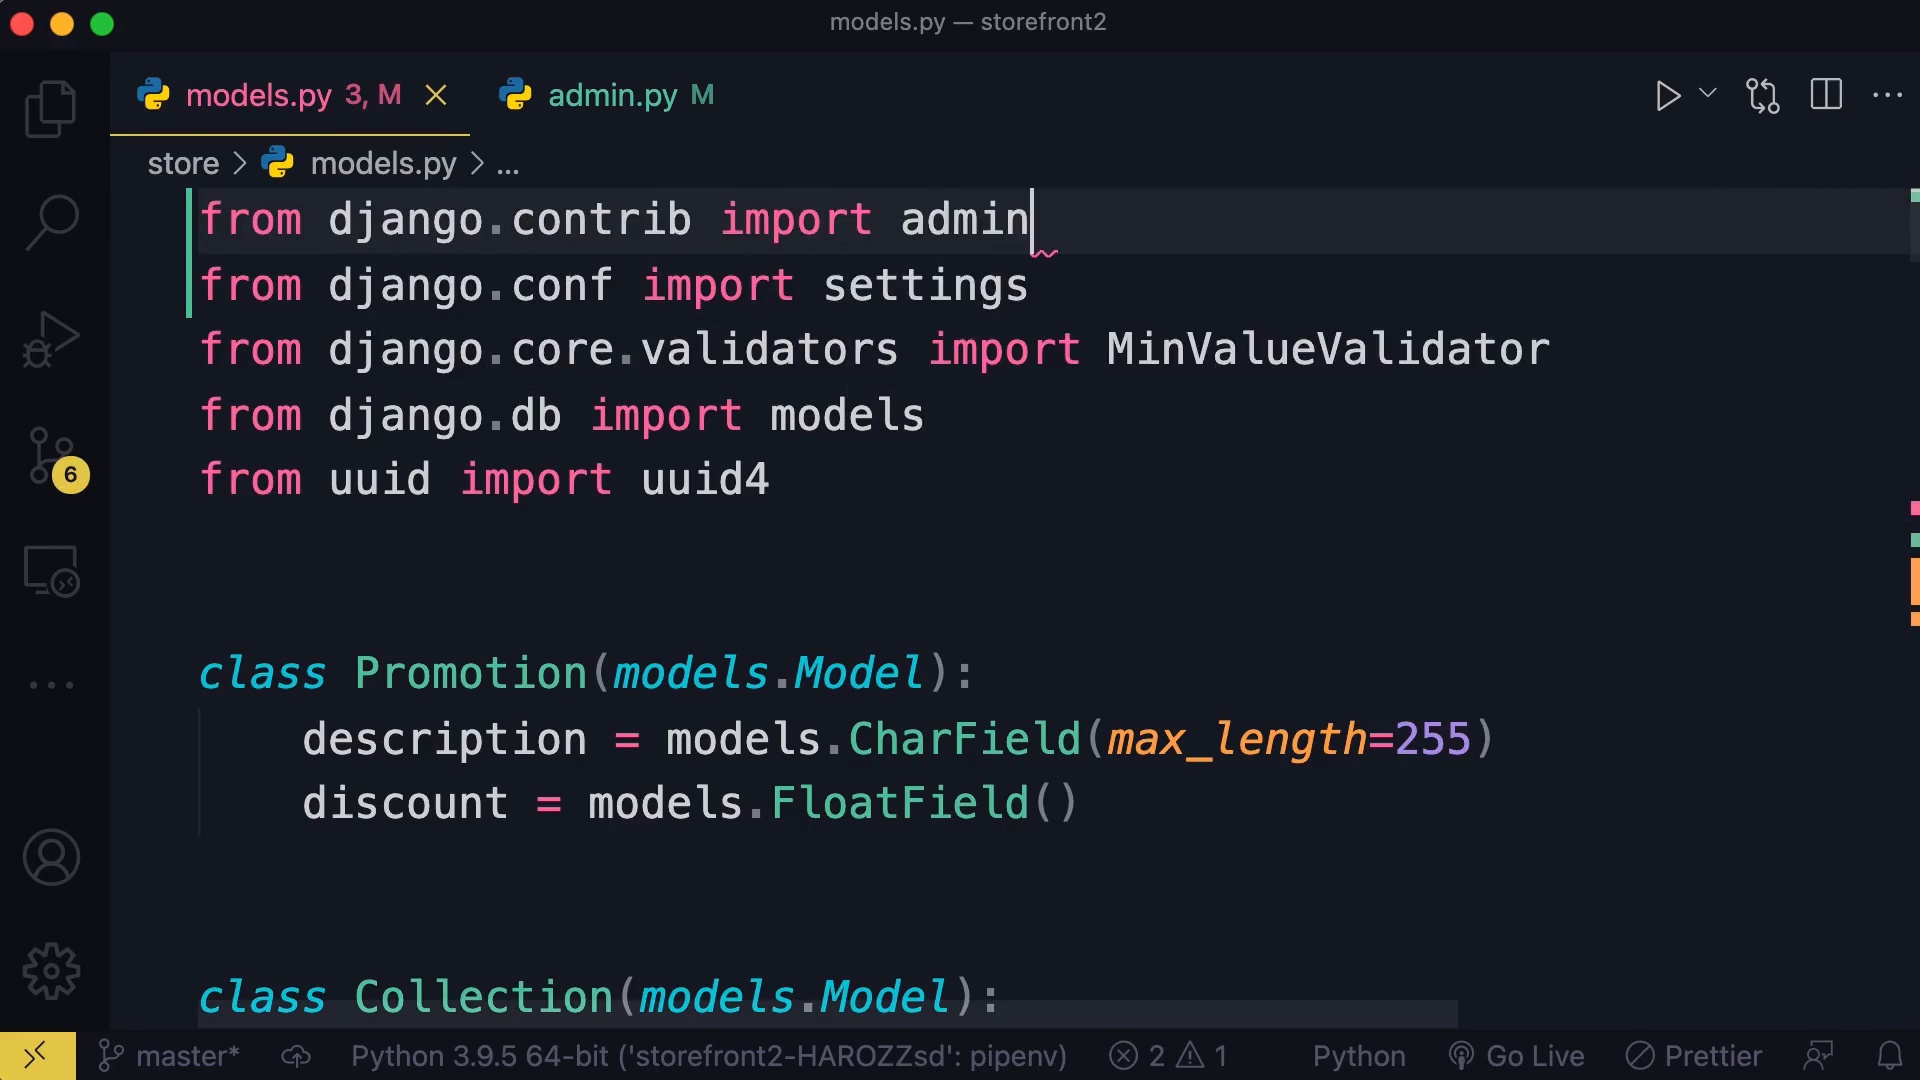 models.py — storefront2
models.py 3, M
admin.py M
store > models.py > ...
from django.contrib import admin
from django.conf import settings
from django.core.validators import MinValueValidator
from django.db import models
from uuid import uuid4
6
class Promotion(models.Model):
description = models.CharField(max_length=255)
discount = models.FloatField()
class Collection(models.Model):
master* Python 3.9.5 64-bit ('storefront2-HAROZZsd': pipenv) 2 1 Python Go Live Prettier